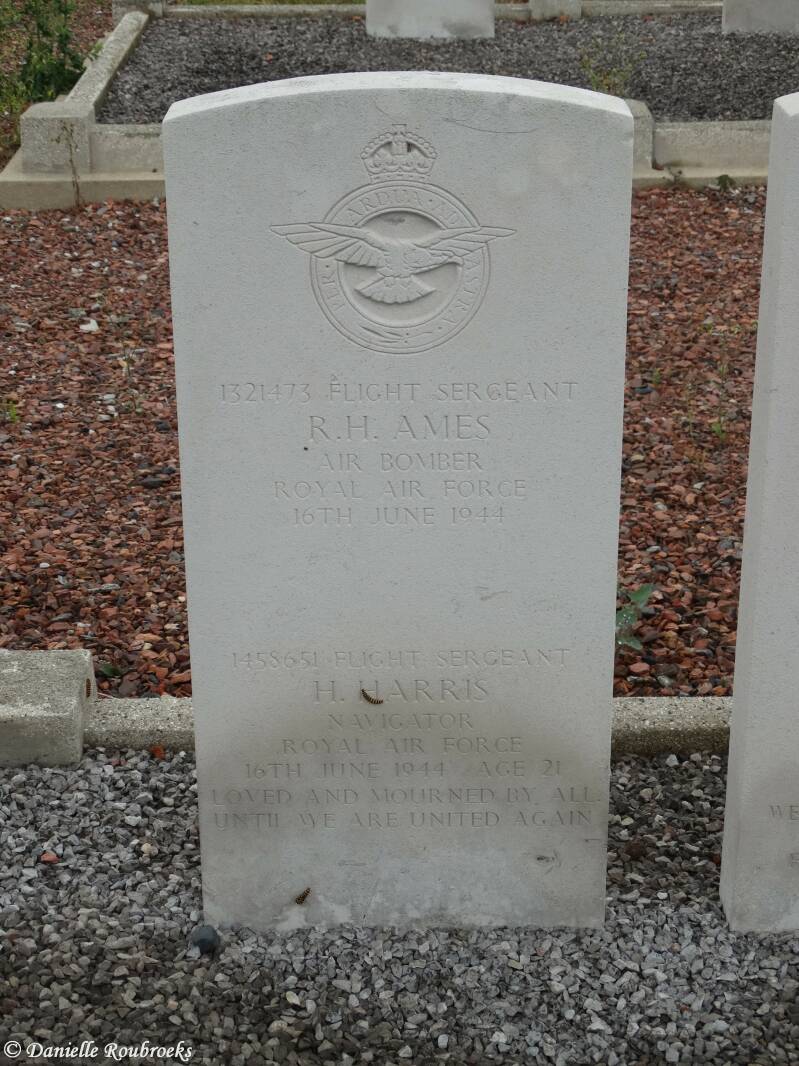 PER ARDUA AD ASTRA
1321473 FLIGHT SERGEANT
R.H. AMES
AIR BOMBER
ROYAL AIR FORCE
16TH JUNE 1944
1458651 FLIGHT SERGEANT
H. HARRIS
NAVIGATOR
ROYAL AIR FORCE
16TH JUNE 1944 AGE 21
LOVED AND MOURNED BY ALL
UNTIL WE ARE UNITED AGAIN
© Danielle Roubroeks